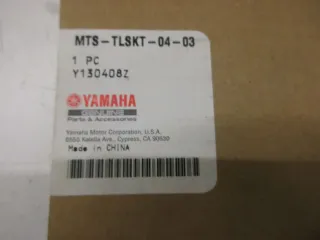 MTS-TLSKT-04-03
1 PC
Y130408Z
YAMAHA
GENUINE
Parts & Accessories
Yamaha Motor Corporation, U.S.A.
6555 Katella Ave., Cypress, CA 90630
Made in CHINA